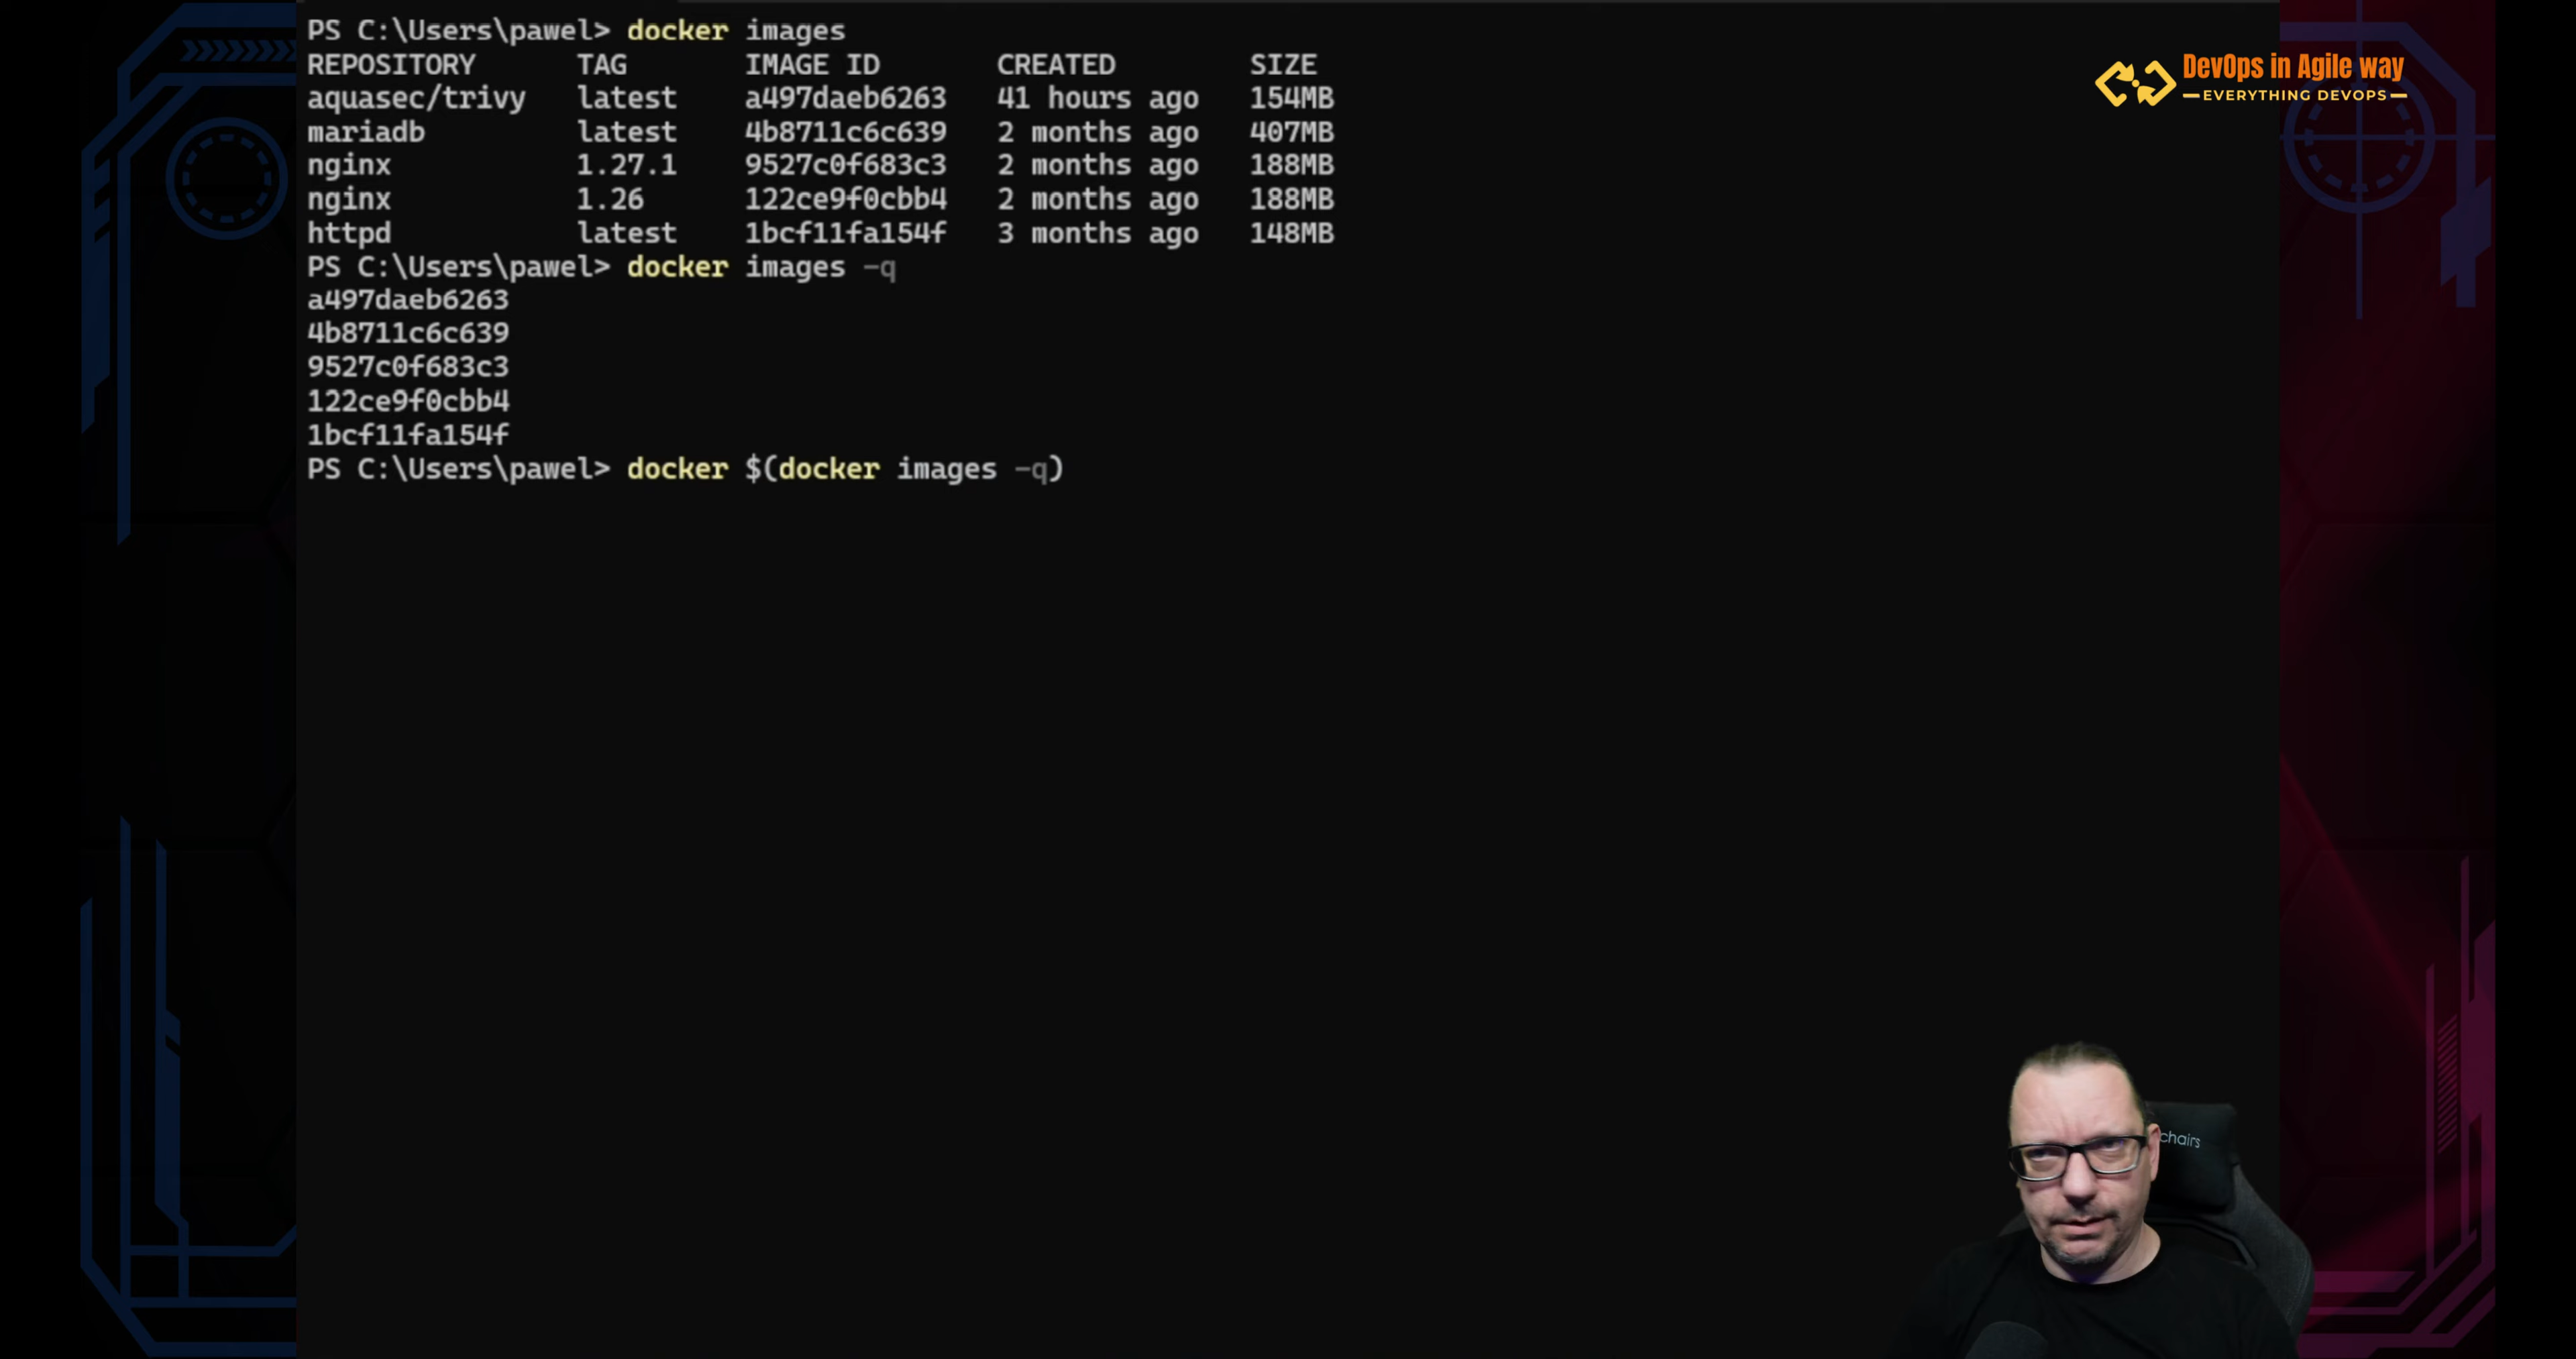 PS C:\Users\pawel> docker images
REPOSITORY TAG IMAGE ID CREATED SIZE
aquasec/trivy latest a497daeb6263 41 hours ago 154MB
mariadb latest 4b8711c6c639 2 months ago 407MB
nginx 1.27.1 9527c0f683c3 2 months ago 188MB
nginx 1.26 122ce9f0cbb4 2 months ago 188MB
httpd latest 1bcf11fa154f 3 months ago 148MB
PS C:\Users\pawel> docker images -q
a497daeb6263
4b8711c6c639
9527c0f683c3
122ce9f0cbb4
1bcf11fa154f
PS C:\Users\pawel> docker $(docker images -q)
DevOps in Agile way
EVERYTHING DEVOPS
chairs